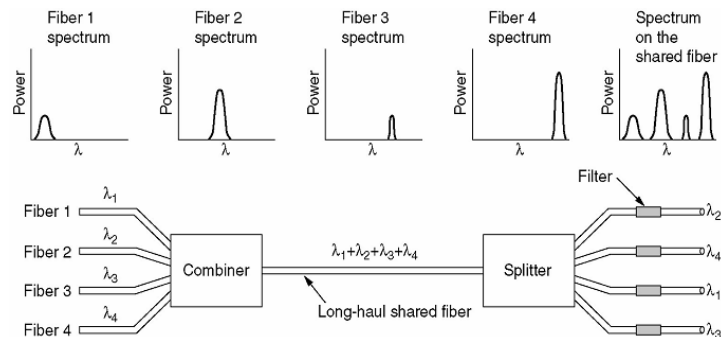 Fiber 1
spectrum
Fiber 2
spectrum
Fiber 3
spectrum
Fiber 4
spectrum
Spectrum
on the
shared fiber
Power
λ
Power
λ
Power
λ
Power
λ
Power
λ
Filter
Fiber 1
λ1
Fiber 2
λ2
Fiber 3
λ3
Fiber 4
λ4
Combiner
λ1+λ2+λ3+λ4
Long-haul shared fiber
Splitter
λ2
λ4
λ1
λ3